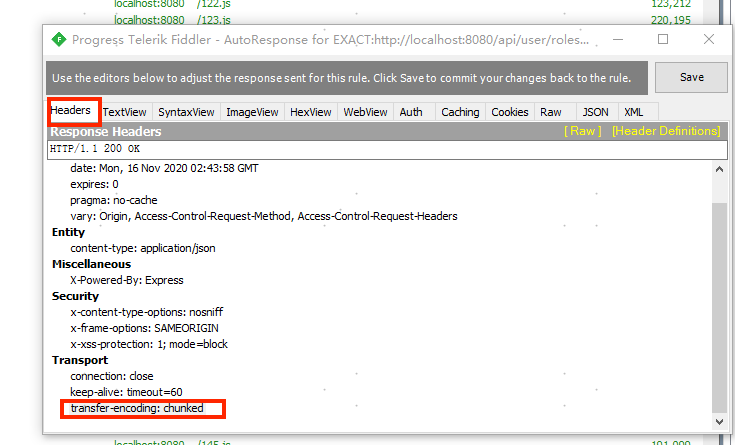 localhost:8080 /122.js 123,212
localhost:8080 /123.js 220,195
Progress Telerik Fiddler - AutoResponse for EXACT:http://localhost:8080/api/user/roles...
Use the editors below to adjust the response sent for this rule. Click Save to commit your changes back to the rule.
Save
Headers TextView SyntaxView ImageView HexView WebView Auth Caching Cookies Raw JSON XML
Response Headers [ Raw ] [Header Definitions]
HTTP/1.1 200 OK
date: Mon, 16 Nov 2020 02:43:58 GMT
expires: 0
pragma: no-cache
vary: Origin, Access-Control-Request-Method, Access-Control-Request-Headers
Entity
content-type: application/json
Miscellaneous
X-Powered-By: Express
Security
x-content-type-options: nosniff
x-frame-options: SAMEORIGIN
x-xss-protection: 1; mode=block
Transport
connection: close
keep-alive: timeout=60
transfer-encoding: chunked
localhost:8080 /145.js